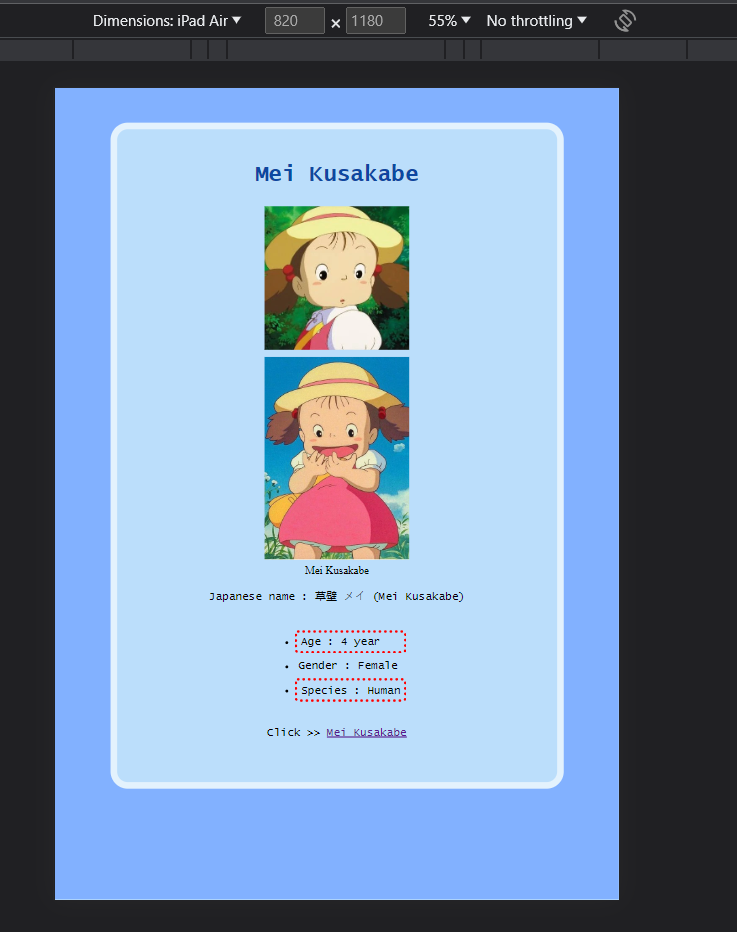 Dimensions: iPad Air ▼ 820 × 1180 55% ▼ No throttling ▼
Mei Kusakabe
Mei Kusakabe
Japanese name : 草壁 メイ (Mei Kusakabe)
• Age : 4 year
• Gender : Female
• Species : Human
Click >> Mei Kusakabe